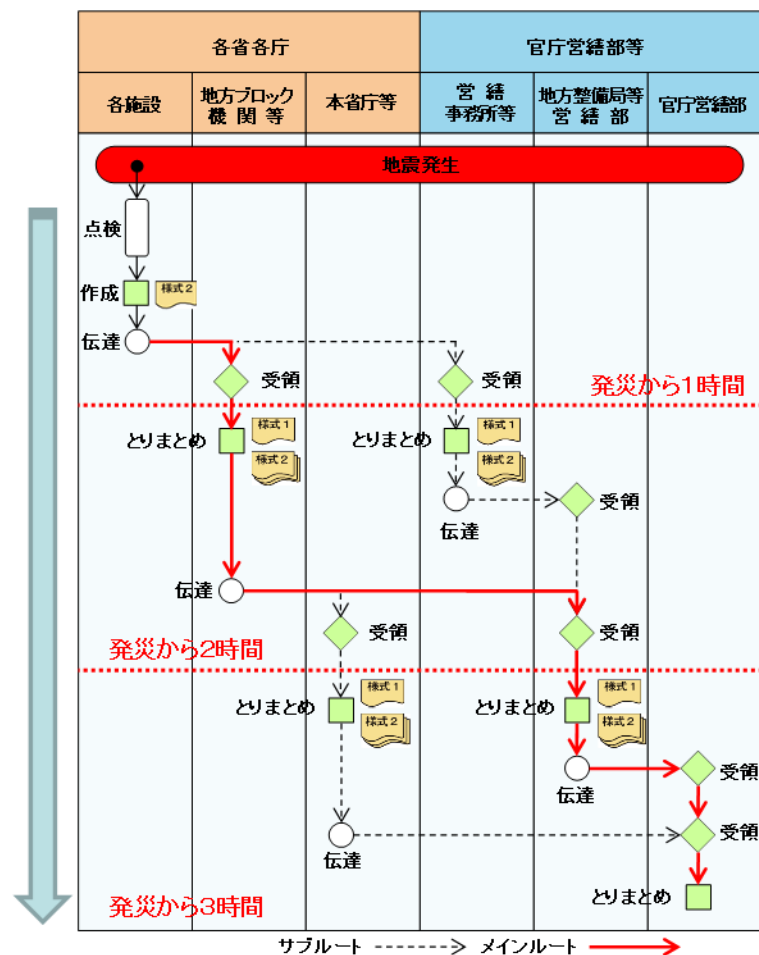 各省各庁
官庁営繕部等
各施設
地方ブロック
機関等
本省庁等
営繕
事務所等
地方整備局等
営繕部
官庁営繕部
地震発生
点検
作成
様式2
伝達
受領
受領
発災から1時間
とりまとめ
様式1
様式2
とりまとめ
様式1
様式2
伝達
受領
伝達
受領
受領
発災から2時間
とりまとめ
様式1
様式2
とりまとめ
様式1
様式2
伝達
受領
伝達
受領
とりまとめ
発災から3時間
サブルート
メインルート